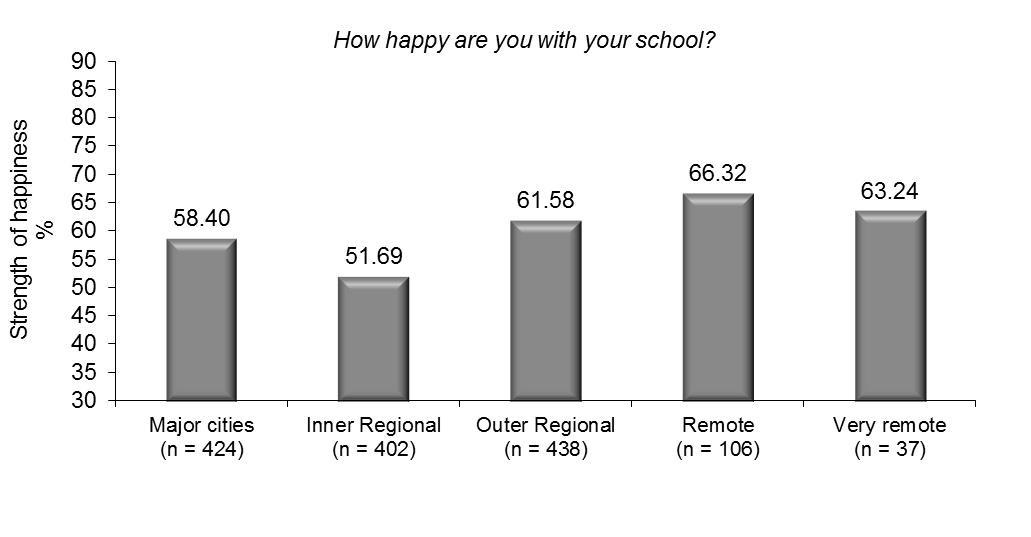 How happy are you with your school?
Strength of happiness
%
90
85
80
75
70
65
60
55
50
45
40
35
30
58.40
51.69
61.58
66.32
63.24
Major cities
(n = 424)
Inner Regional
(n = 402)
Outer Regional
(n = 438)
Remote
(n = 106)
Very remote
(n = 37)